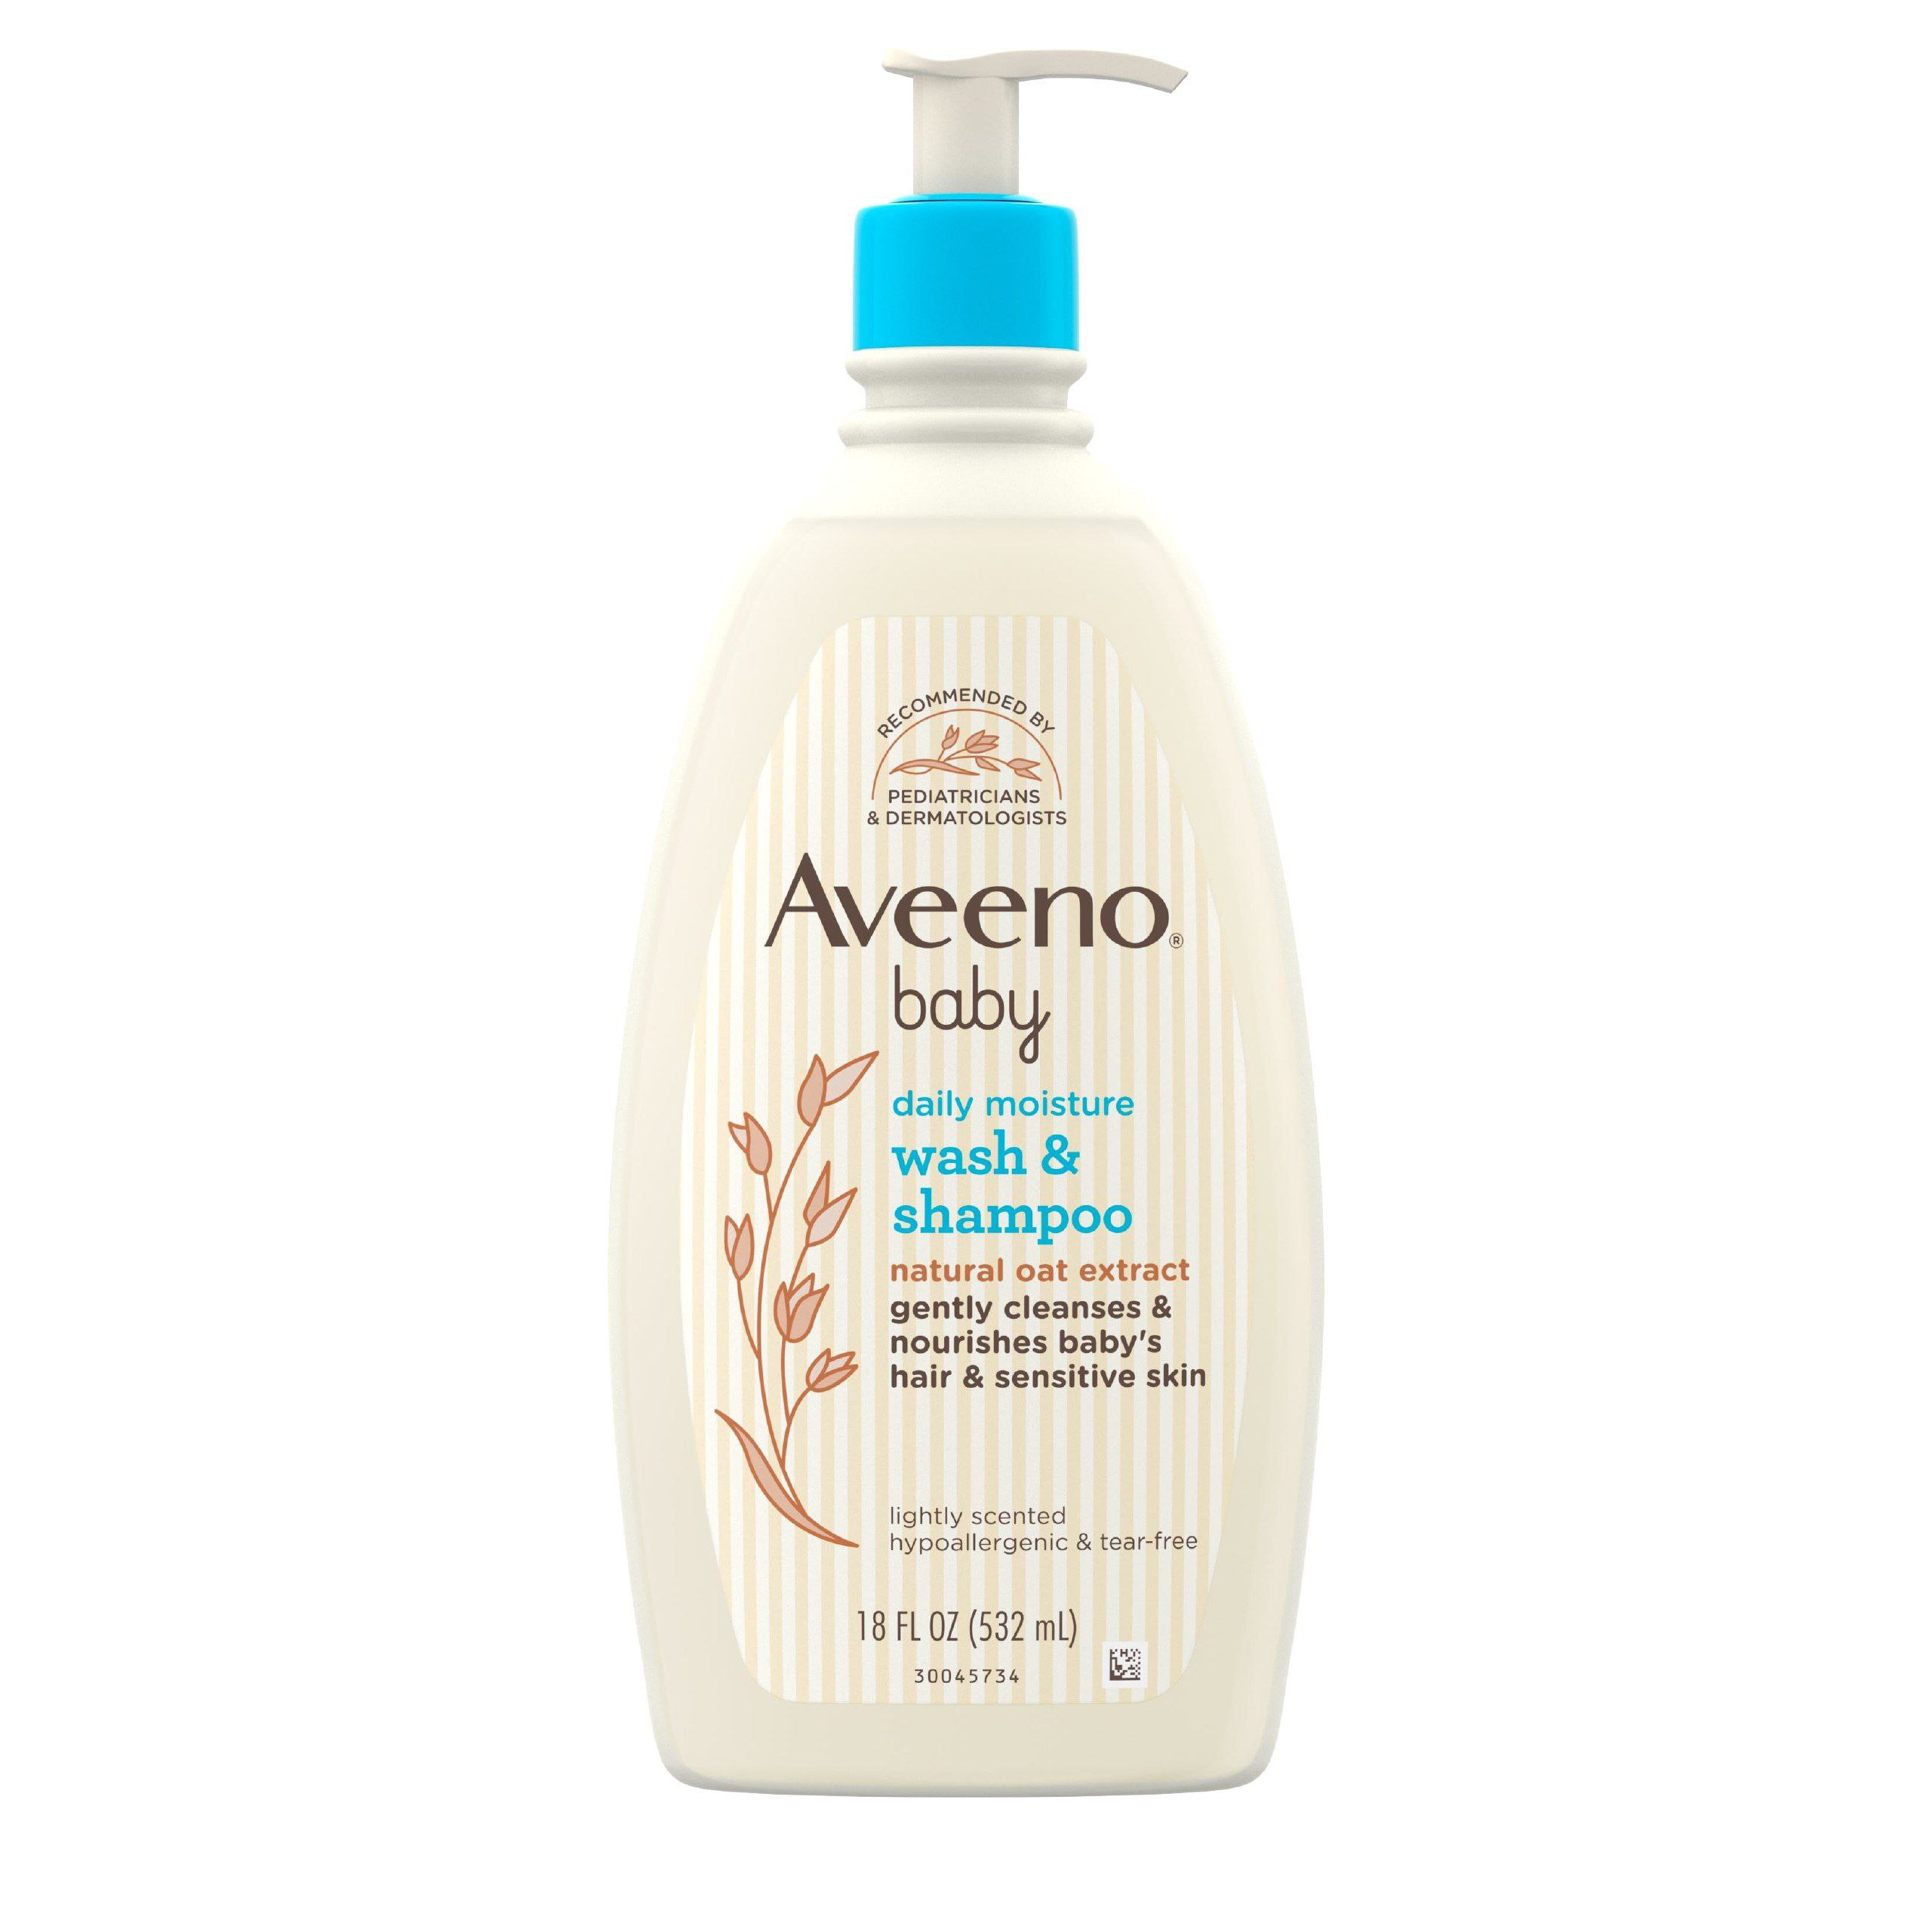 RECOMMENDED BY
PEDIATRICIANS
& DERMATOLOGISTS
Aveeno®
baby
daily moisture
wash &
shampoo
natural oat extract
gently cleanses &
nourishes baby's
hair & sensitive skin
lightly scented
hypoallergenic & tear-free
18 FL OZ (532 mL)
30045734